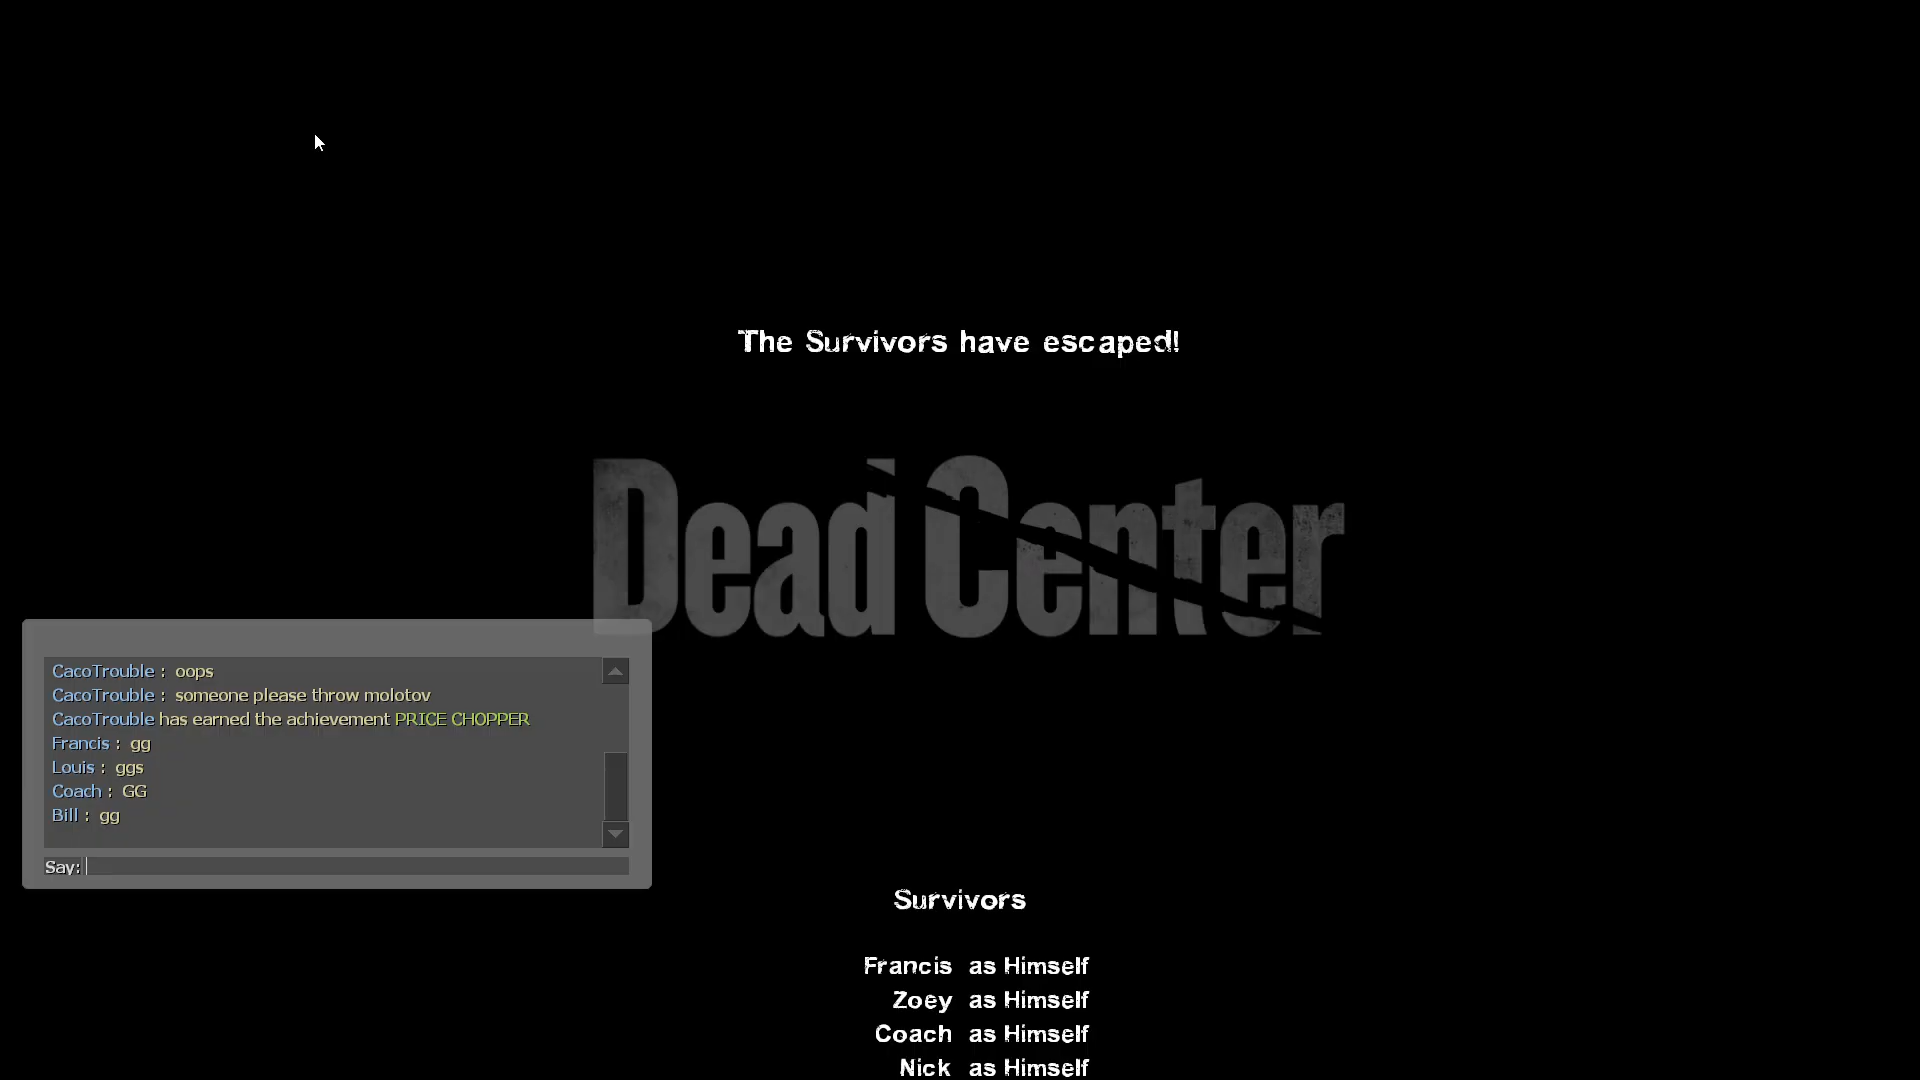 The Survivors have escaped!
Dead Center
CacoTrouble : oops
CacoTrouble : someone please throw molotov
CacoTrouble has earned the achievement PRICE CHOPPER
Francis : gg
Louis : ggs
Coach : GG
Bill : gg
Say:
Survivors
Francis as Himself
Zoey as Himself
Coach as Himself
Nick as Himself